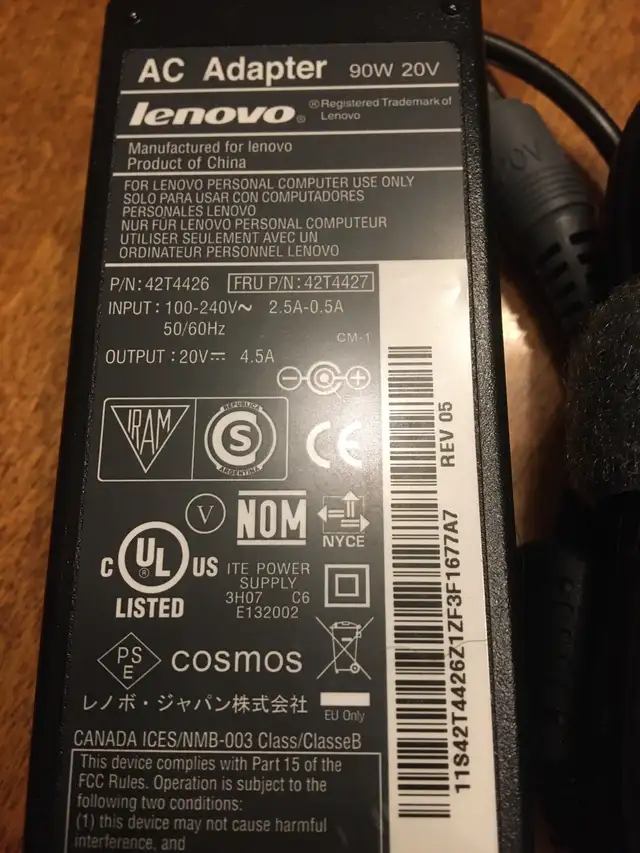 AC Adapter 90W 20V
lenovo® ®Registered Trademark of
Lenovo
Manufactured for lenovo
Product of China
FOR LENOVO PERSONAL COMPUTER USE ONLY
SOLO PARA USAR CON COMPUTADORES
PERSONALES LENOVO
NUR FÜR LENOVO PERSONAL COMPUTEUR
UTILISER SEULEMENT AVEC UN
ORDINATEUR PERSONNEL LENOVO
P/N: 42T4426 FRU P/N: 42T4427
INPUT: 100-240V~ 2.5A-0.5A
50/60Hz
OUTPUT: 20V⎓ 4.5A
CM-1
IRAM
REPUBLICA
S
ARGENTINA
CE
V
NOM
NYCE
C UL® US
LISTED
ITE POWER
SUPPLY
3H07 C6
E132002
PS
E
cosmos
レノボ・ジャパン株式会社
EU Only
CANADA ICES/NMB-003 Class/ClasseB
This device complies with Part 15 of the
FCC Rules. Operation is subject to the
following two conditions:
(1) this device may not cause harmful
interference, and
REV 05
11S42T4426Z1ZF3F1677A7